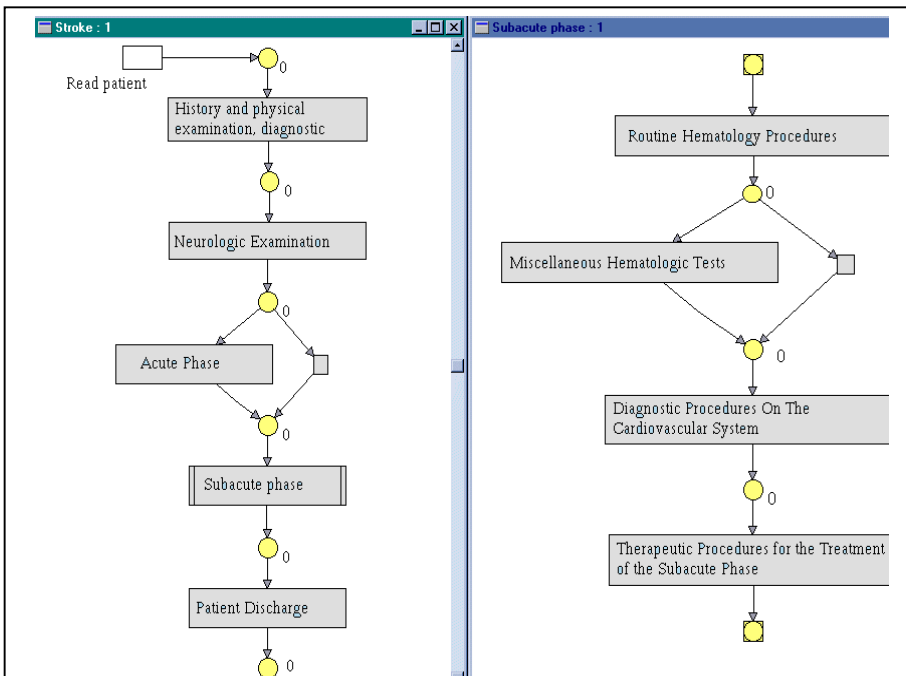 Stroke : 1
Read patient
0
History and physical
examination, diagnostic
0
Neurologic Examination
0
Acute Phase
0
Subacute phase
0
Patient Discharge
0
Subacute phase : 1
Routine Hematology Procedures
0
Miscellaneous Hematologic Tests
0
Diagnostic Procedures On The
Cardiovascular System
0
Therapeutic Procedures for the Treatment
of the Subacute Phase